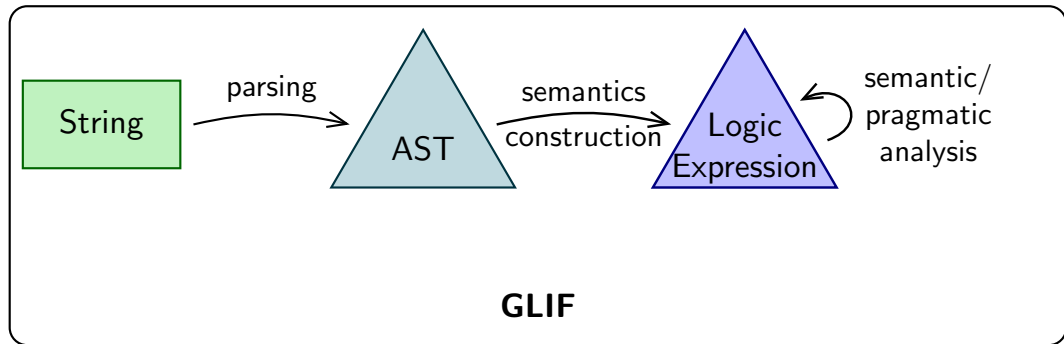 String
parsing
AST
semantics
construction
Logic
Expression
semantic/
pragmatic
analysis
GLIF